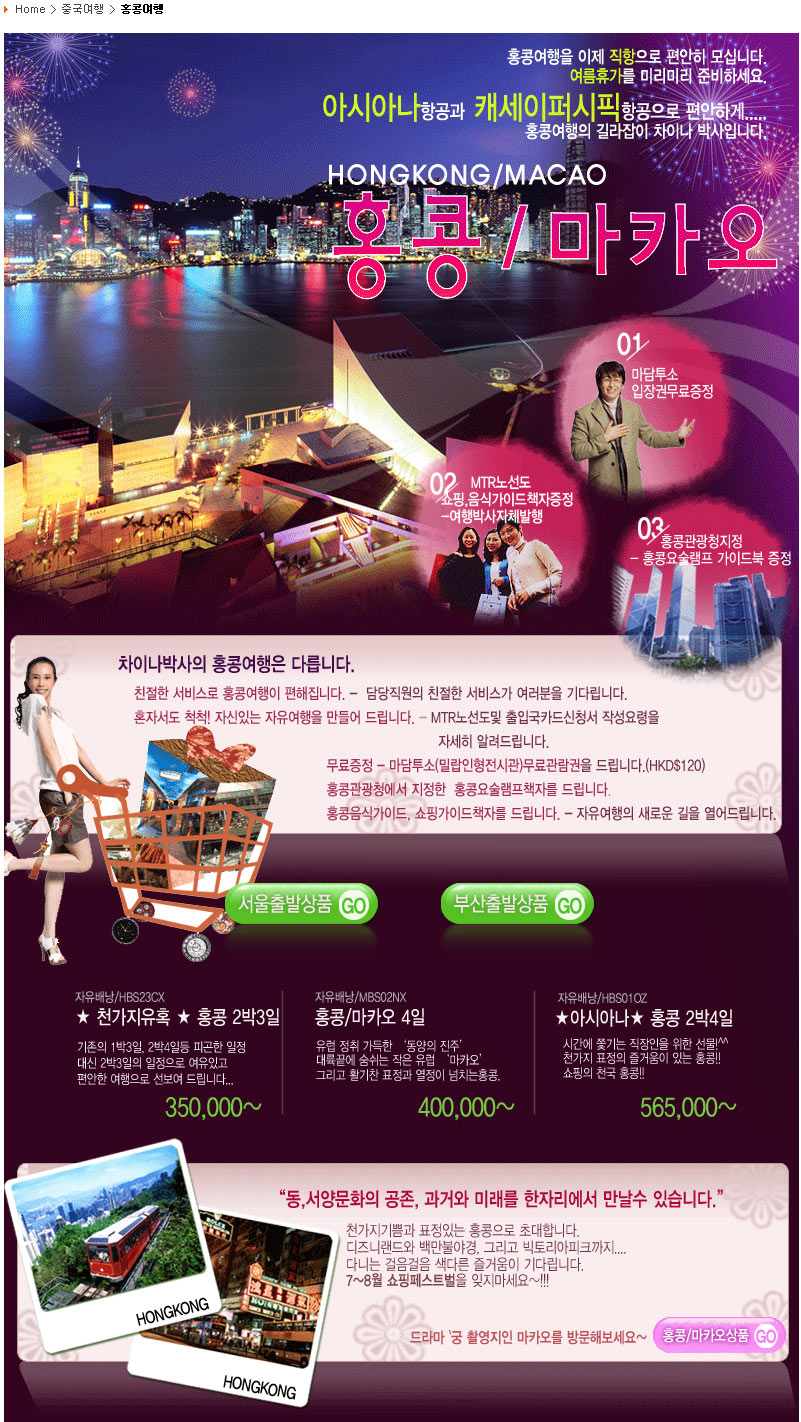 Home > 중국여행 > 홍콩여행
홍콩여행을 이제 직항으로 편안히 모십니다.
여름휴가를 미리미리 준비하세요.
아시아나항공과 캐세이퍼시픽항공으로 편안하게.....
홍콩여행의 길라잡이 차이나 박사입니다.
HONGKONG/MACAO
홍콩/마카오
01
마담투소
입장권무료증정
02 MTR노선도
쇼핑,음식가이드책자증정
-여행박사자체발행
03 홍콩관광청지정
- 홍콩요술램프 가이드북 증정
차이나박사의 홍콩여행은 다릅니다.
친절한 서비스로 홍콩여행이 편해집니다. - 담당직원의 친절한 서비스가 여러분을 기다립니다.
혼자서도 척척! 자신있는 자유여행을 만들어 드립니다. - MTR노선도및 출입국카드신청서 작성요령을
자세히 알려드립니다.
무료증정 - 마담투소(밀랍인형전시관)무료관람권을 드립니다.(HKD$120)
홍콩관광청에서 지정한 홍콩요술램프책자를 드립니다.
홍콩음식가이드, 쇼핑가이드책자를 드립니다. - 자유여행의 새로운 길을 열어드립니다.
서울출발상품 GO
부산출발상품 GO
자유배낭/HBS23CX
★ 천가지유혹 ★ 홍콩 2박3일
기존의 1박3일, 2박4일등 피곤한 일정
대신 2박3일의 일정으로 여유있고
편안한 여행으로 선보여 드립니다...
350,000~
자유배낭/MBS02NX
홍콩/마카오 4일
유럽 정취 가득한 ‘동양의 진주’
대륙끝에 숨쉬는 작은 유럽 ‘마카오’
그리고 활기찬 표정과 열정이 넘치는홍콩.
400,000~
자유배낭/HBS01OZ
★아시아나★ 홍콩 2박4일
시간에 쫓기는 직장인을 위한 선물!^^
천가지 표정의 즐거움이 있는 홍콩!!
쇼핑의 천국 홍콩!!
565,000~
“동,서양문화의 공존, 과거와 미래를 한자리에서 만날수 있습니다.”
천가지기쁨과 표정있는 홍콩으로 초대합니다.
디즈니랜드와 백만불야경, 그리고 빅토리아피크까지....
다니는 걸음걸음 색다른 즐거움이 기다립니다.
7~8월 쇼핑페스트벌을 잊지마세요~!!!
드라마 '궁 촬영지인 마카오를 방문해보세요~
홍콩/마카오상품 GO
HONGKONG
HONGKONG